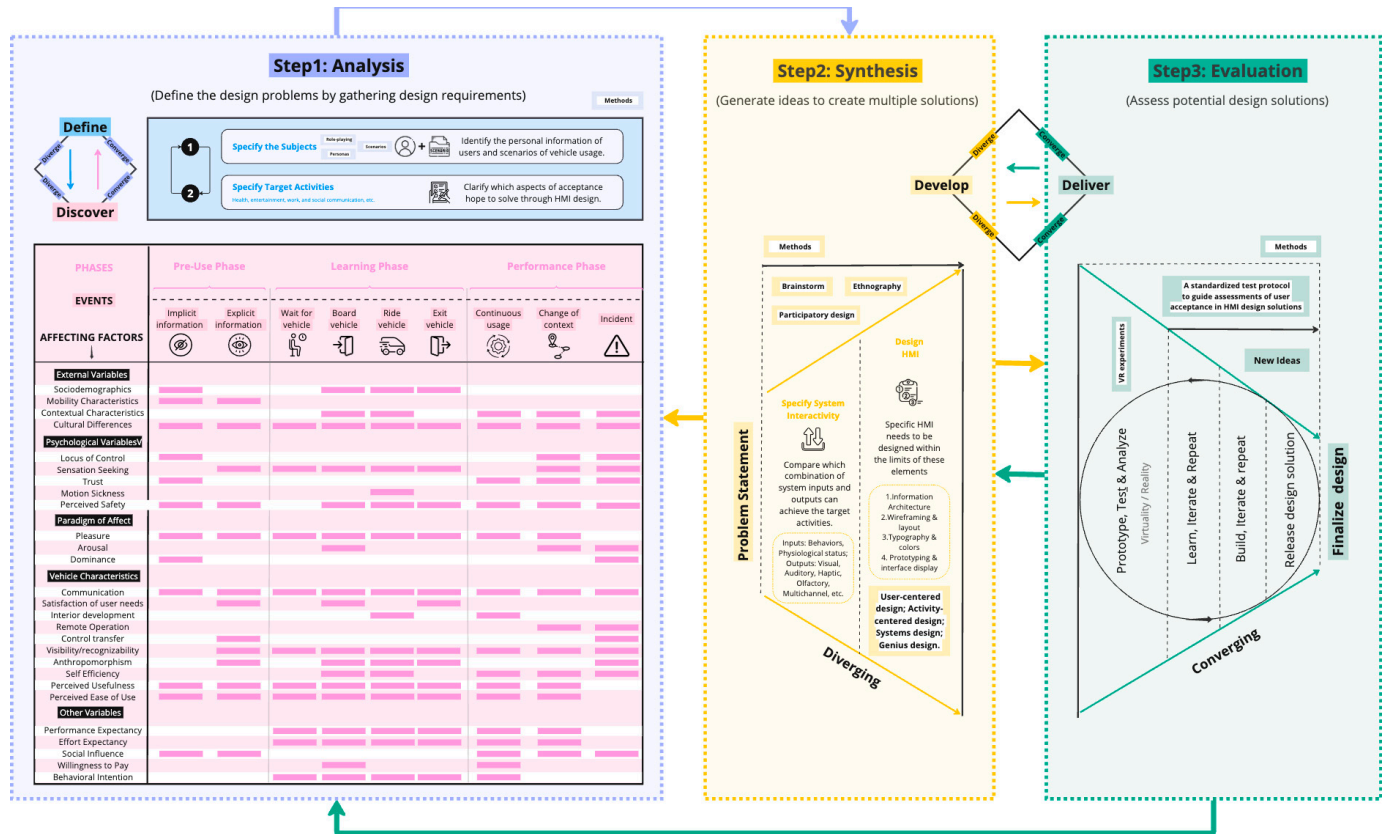 Step1: Analysis
(Define the design problems by gathering design requirements)
Methods
Define
Diverge
Converge
Diverge
Converge
Discover
1
Specify the Subjects
Role-playing
Personas
Scenarios
+
SCENARIO
Identify the personal information of
users and scenarios of vehicle usage.
2
Specify Target Activities
Health, entertainment, work, and social communication, etc.
Clarify which aspects of acceptance
hope to solve through HMI design.
PHASES
Pre-Use Phase
Learning Phase
Performance Phase
EVENTS
AFFECTING FACTORS
Implicit
information
Explicit
information
Wait for
vehicle
Board
vehicle
Ride
vehicle
Exit
vehicle
Continuous
usage
Change of
context
Incident
External Variables
Sociodemographics
Mobility Characteristics
Contextual Characteristics
Cultural Differences
Psychological VariablesV
Locus of Control
Sensation Seeking
Trust
Motion Sickness
Perceived Safety
Paradigm of Affect
Pleasure
Arousal
Dominance
Vehicle Characteristics
Communication
Satisfaction of user needs
Interior development
Remote Operation
Control transfer
Visibility/recognizability
Anthropomorphism
Self Efficiency
Perceived Usefulness
Perceived Ease of Use
Other Variables
Performance Expectancy
Effort Expectancy
Social Influence
Willingness to Pay
Behavioral Intention
Step2: Synthesis
(Generate ideas to create multiple solutions)
Diverge
Develop
Diverge
Methods
Brainstorm
Ethnography
Participatory design
Problem Statement
Specify System
Interactivity
Compare which
combination of
system inputs and
outputs can
achieve the target
activities.
Inputs: Behaviors,
Physiological status;
Outputs: Visual,
Auditory, Haptic,
Olfactory,
Multichannel, etc.
Design
HMI
Specific HMI
needs to be
designed within
the limits of these
elements
1.Information
Architecture
2.Wireframing &
layout
3.Typography &
colors
4. Prototyping &
interface display
User-centered
design; Activity-
centered design;
Systems design;
Genius design.
Diverging
Step3: Evaluation
(Assess potential design solutions)
Converge
Deliver
Converge
Methods
A standardized test protocol
to guide assessments of user
acceptance in HMI design solutions
VR experiments
New Ideas
Prototype, Test & Analyze
Virtuality / Reality
Learn, Iterate & Repeat
Build, Iterate & repeat
Release design solution
Finalize design
Converging